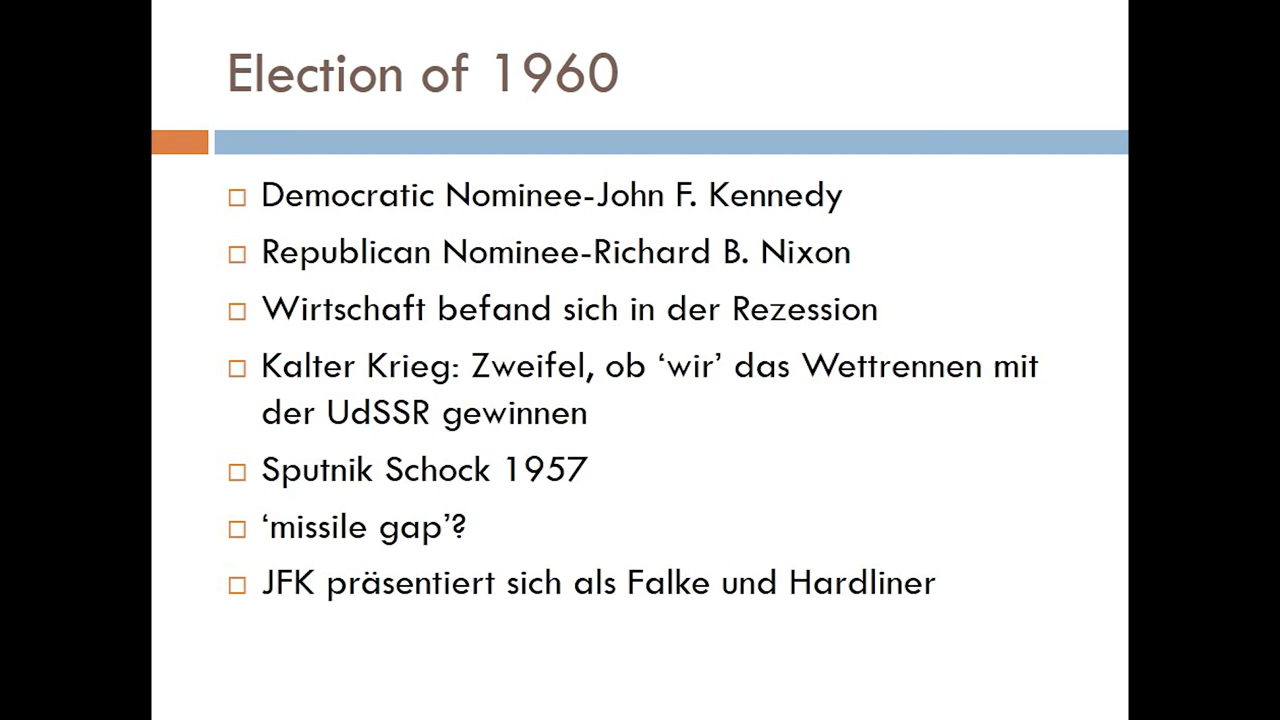 Election of 1960
Democratic Nominee-John F. Kennedy
Republican Nominee-Richard B. Nixon
Wirtschaft befand sich in der Rezession
Kalter Krieg: Zweifel, ob ‘wir’ das Wettrennen mit
der UdSSR gewinnen
Sputnik Schock 1957
‘missile gap’?
JFK präsentiert sich als Falke und Hardliner